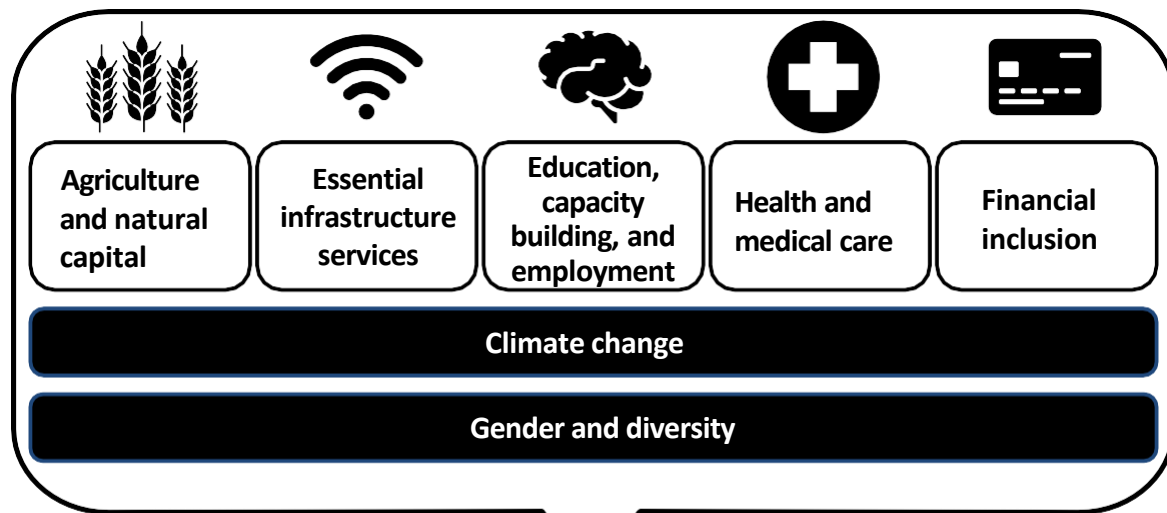 Agriculture
and natural
capital
Essential
infrastructure
services
Education,
capacity
building, and
employment
Health and
medical care
Financial
inclusion
Climate change
Gender and diversity